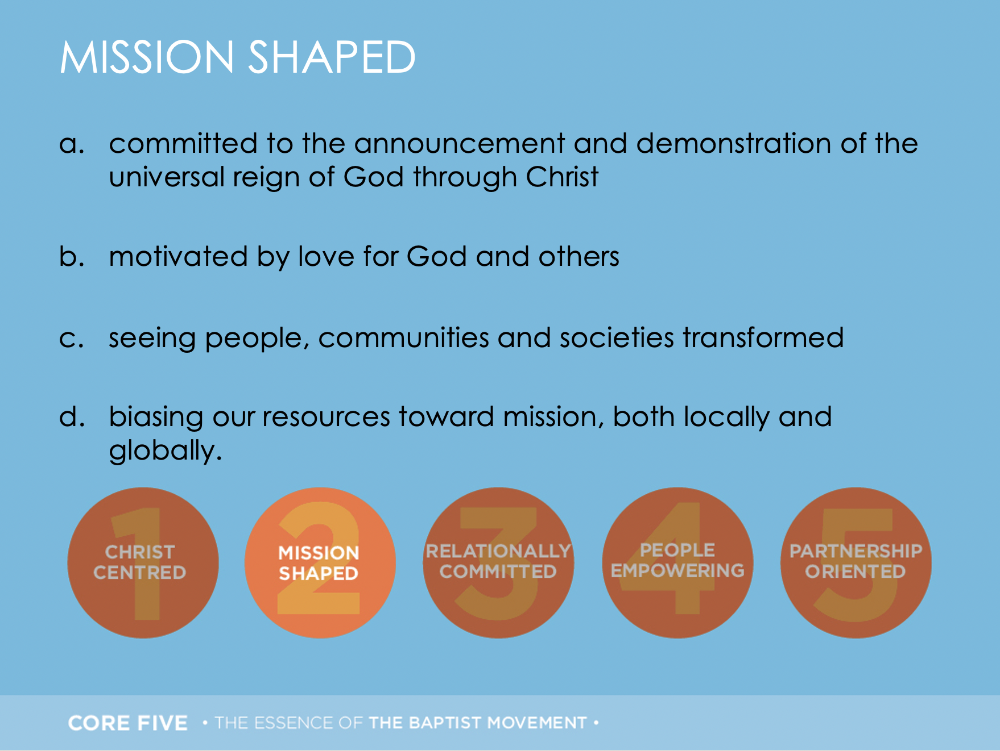 MISSION SHAPED
a. committed to the announcement and demonstration of the
universal reign of God through Christ
b. motivated by love for God and others
c. seeing people, communities and societies transformed
d. biasing our resources toward mission, both locally and
globally.
1
CHRIST
CENTRED
2
MISSION
SHAPED
3
RELATIONALLY
COMMITTED
4
PEOPLE
EMPOWERING
5
PARTNERSHIP
ORIENTED
CORE FIVE • THE ESSENCE OF THE BAPTIST MOVEMENT •